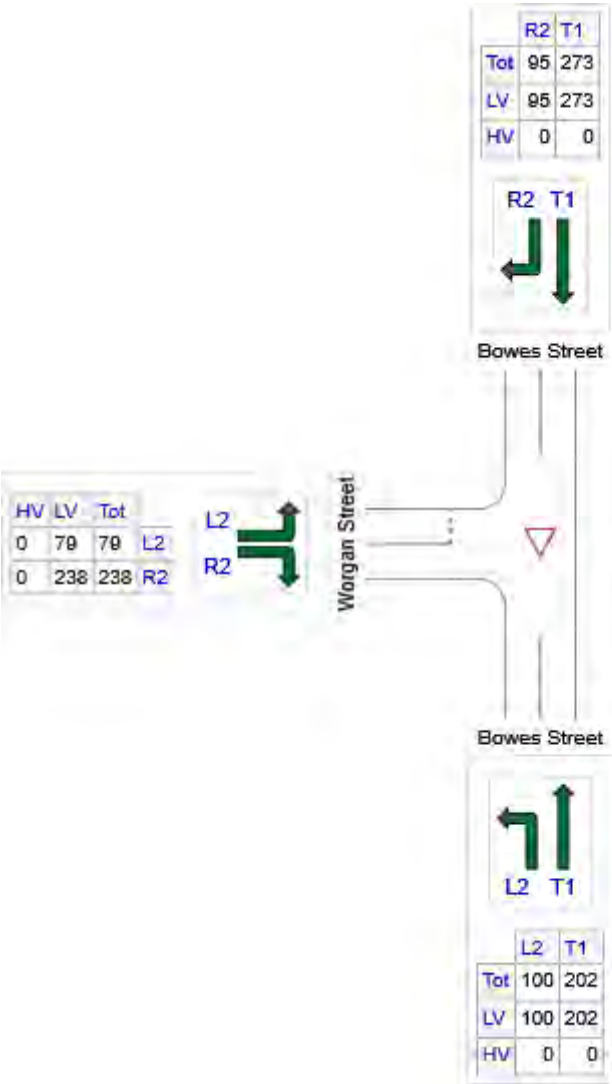 R2 T1
Tot 95 273
LV 95 273
HV 0 0
R2 T1
Bowes Street
Worgan Street
HV LV Tot
0 79 79 L2
0 238 238 R2
L2
R2
Bowes Street
L2 T1
L2 T1
Tot 100 202
LV 100 202
HV 0 0